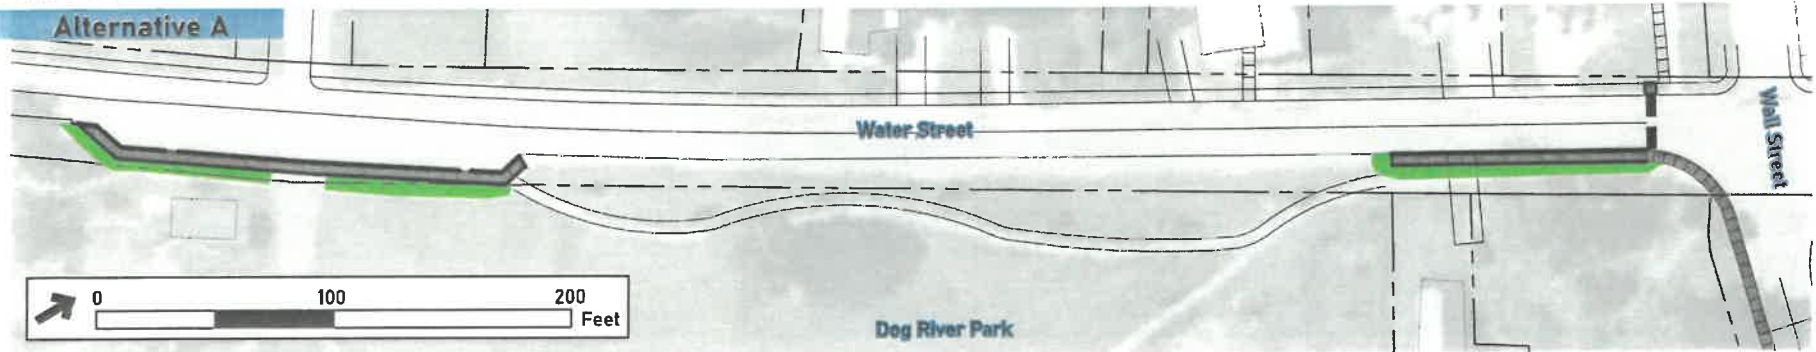 Alternative A
Water Street
Wall Street
0 100 200
Feet
Dog River Park